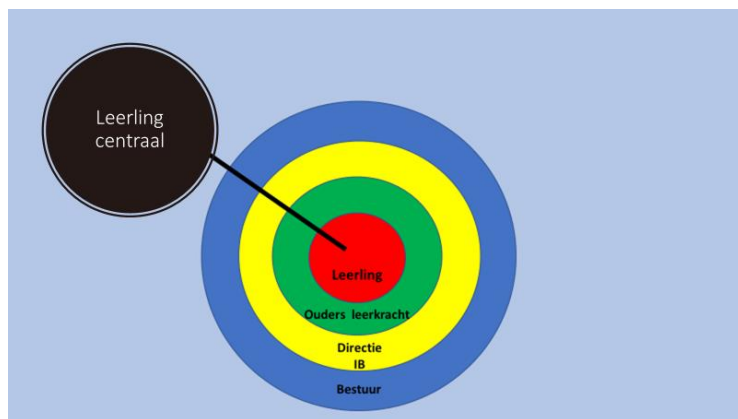 Leerling
centraal
Leerling
Ouders leerkracht
Directie
IB
Bestuur